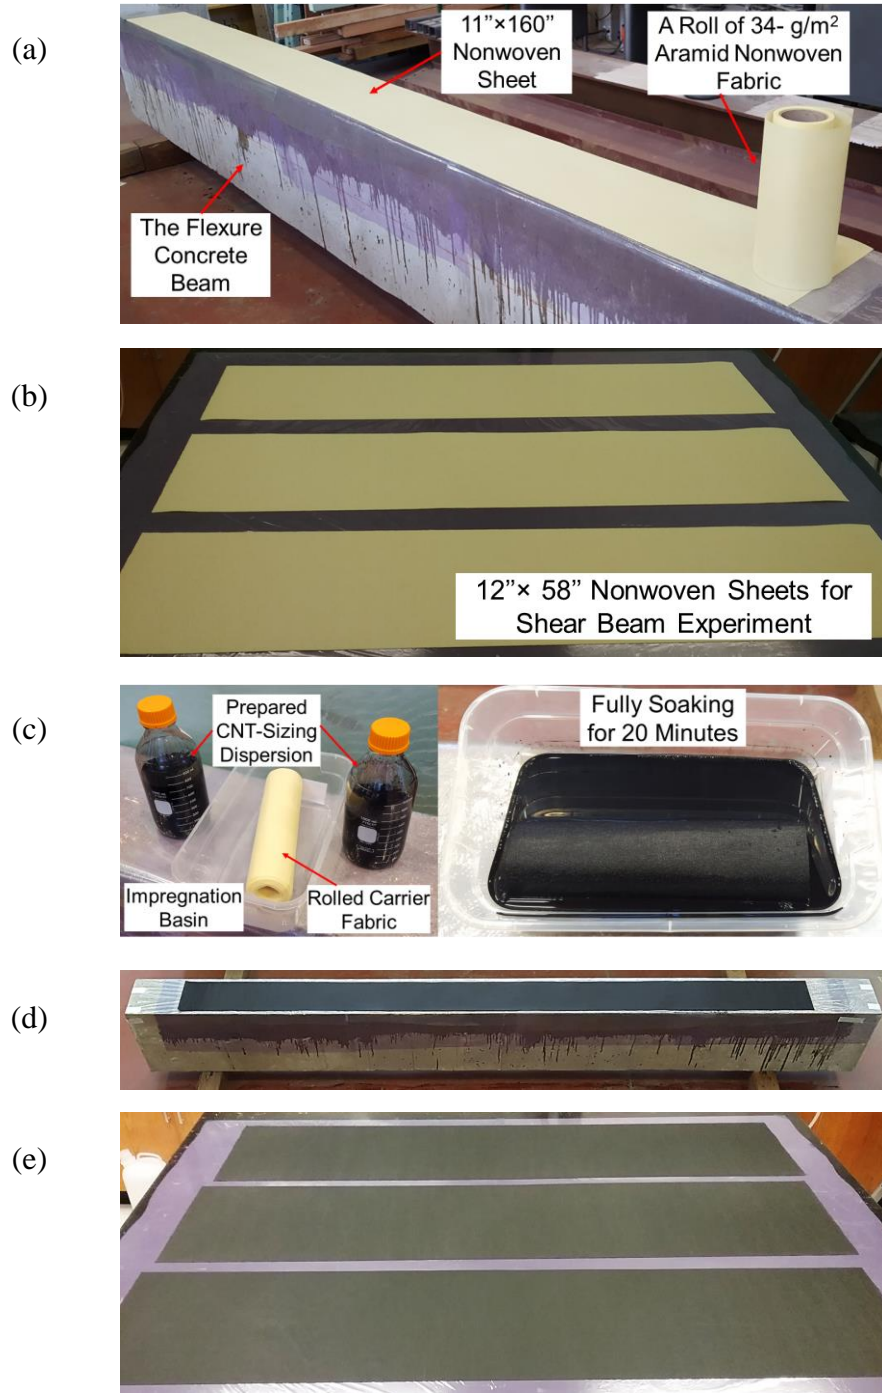 (a)
11”×160”
Nonwoven
Sheet
A Roll of 34- g/m²
Aramid Nonwoven
Fabric
The Flexure
Concrete
Beam
(b)
12”× 58” Nonwoven Sheets for
Shear Beam Experiment
(c)
Prepared
CNT-Sizing
Dispersion
Impregnation
Basin
Rolled Carrier
Fabric
Fully Soaking
for 20 Minutes
(d)
(e)